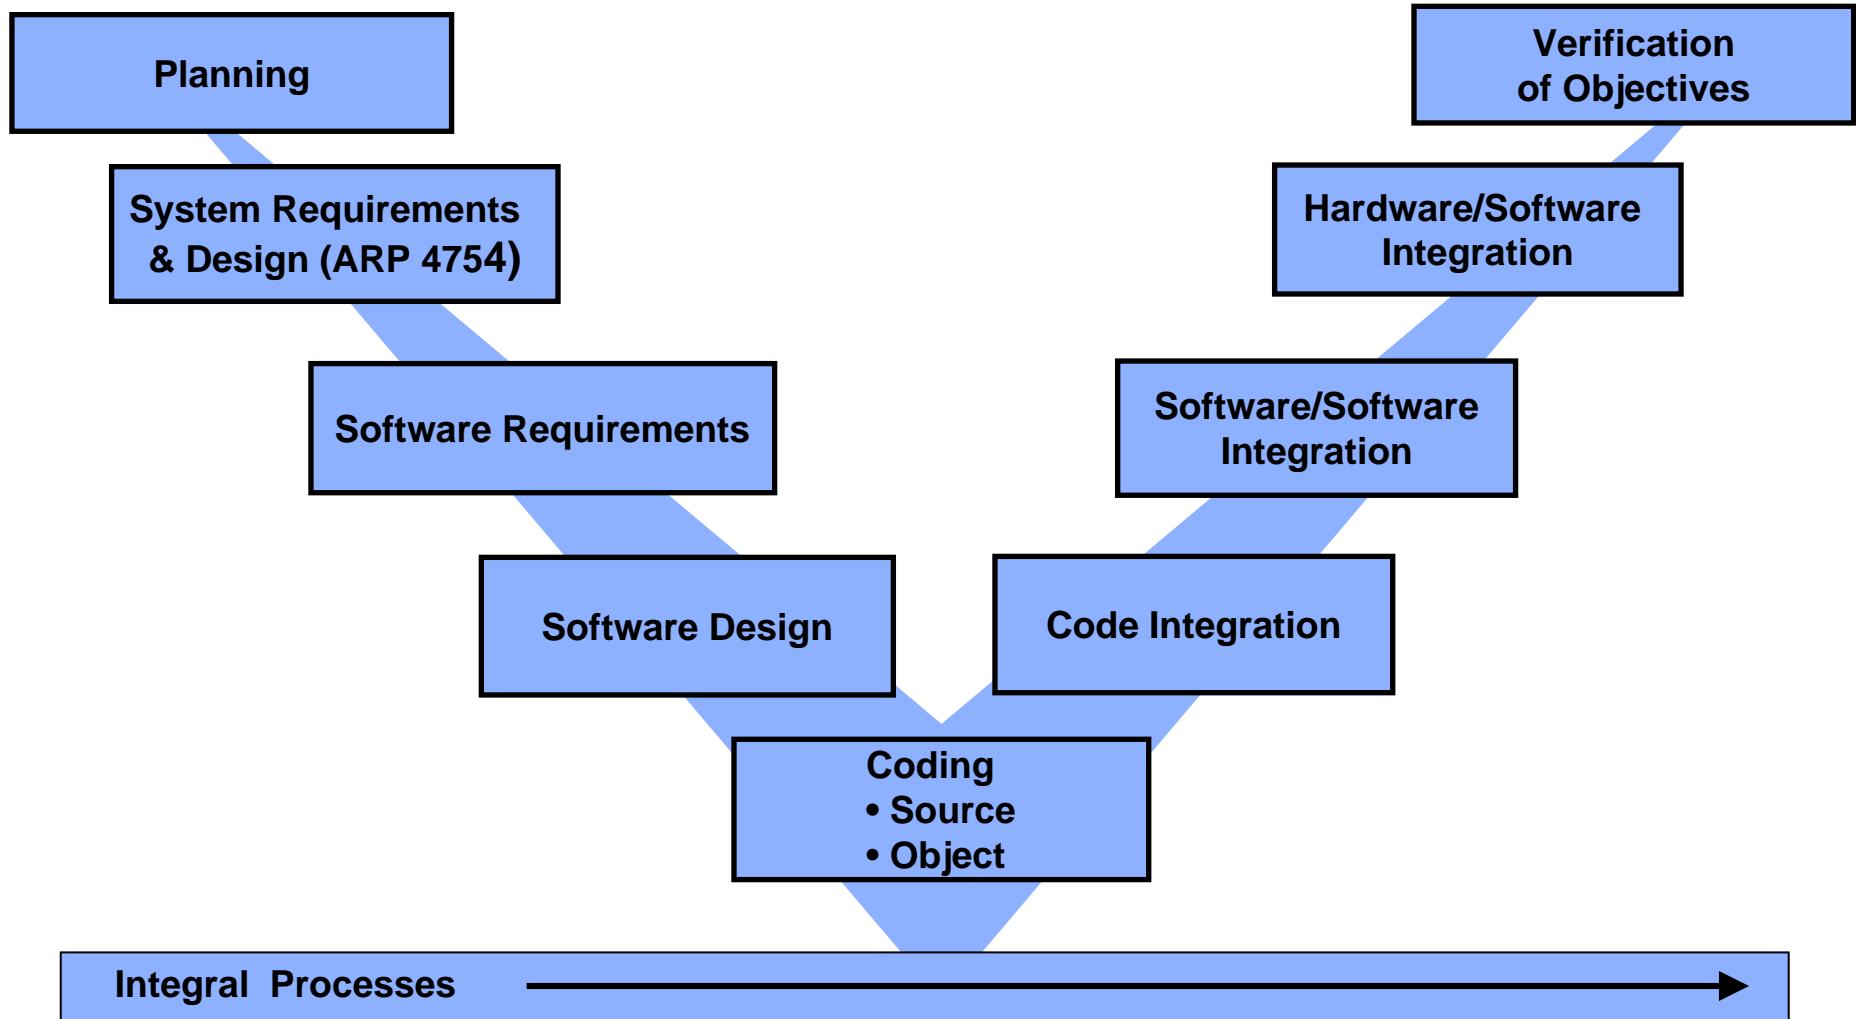 Planning
System Requirements
& Design (ARP 4754)
Software Requirements
Software Design
Coding
• Source
• Object
Code Integration
Software/Software
Integration
Hardware/Software
Integration
Verification
of Objectives
Integral Processes